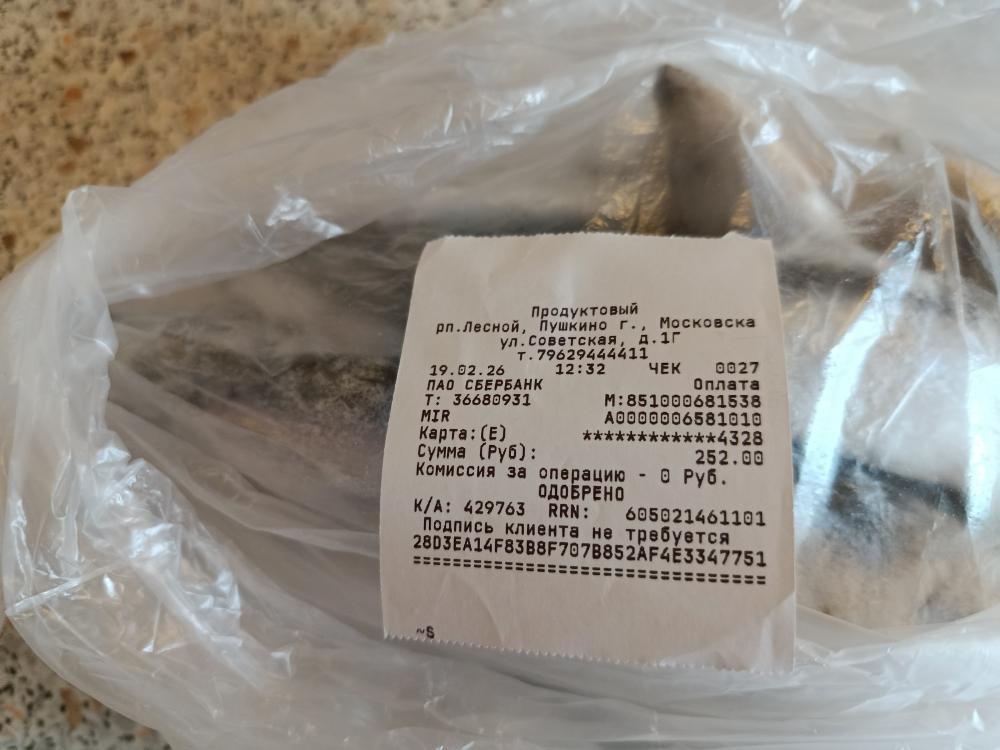 Продуктовый
рп.Лесной, Пушкино г., Московска
ул.Советская, д.1Г
т.79629444411
19.02.26 12:32 ЧЕК 0027
ПАО СБЕРБАНК Оплата
Т: 36680931 М:851000681538
MIR A0000006581010
Карта:(E) ************4328
Сумма (Руб): 252.00
Комиссия за операцию - 0 Руб.
ОДОБРЕНО
К/А: 429763 RRN: 605021461101
Подпись клиента не требуется
28D3EA14F83B8F707B852AF4E3347751
================================
~S